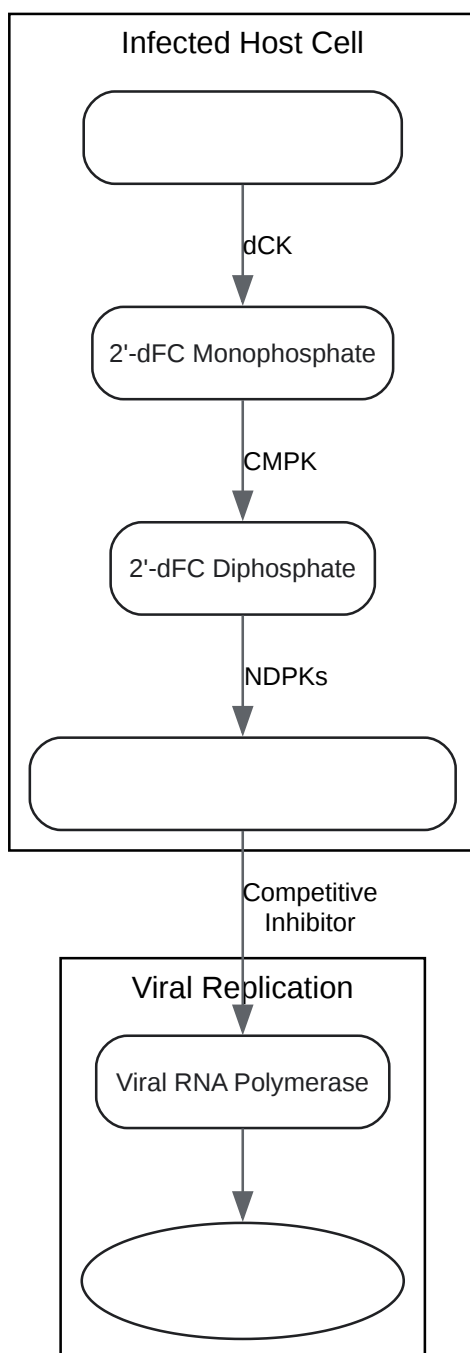 Infected Host Cell
dCK
2'-dFC Monophosphate
CMPK
2'-dFC Diphosphate
NDPKs
Competitive
Inhibitor
Viral Replication
Viral RNA Polymerase